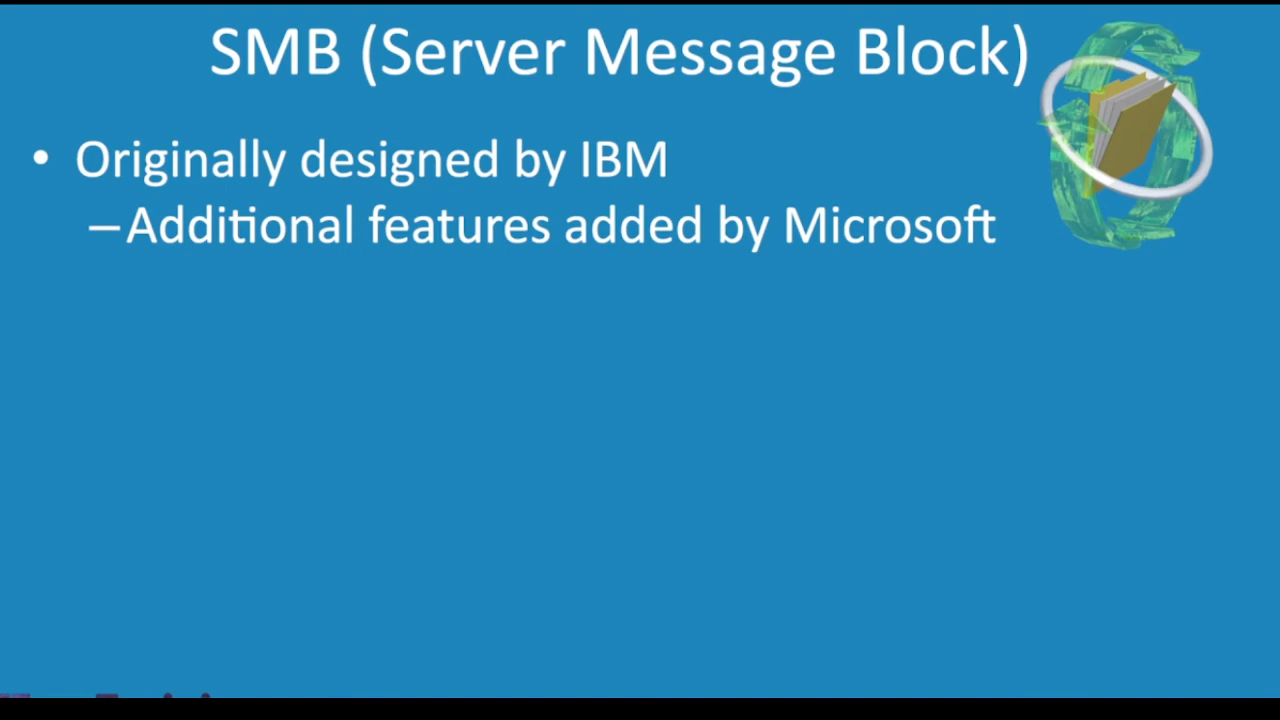 SMB (Server Message Block)
• Originally designed by IBM
–Additional features added by Microsoft